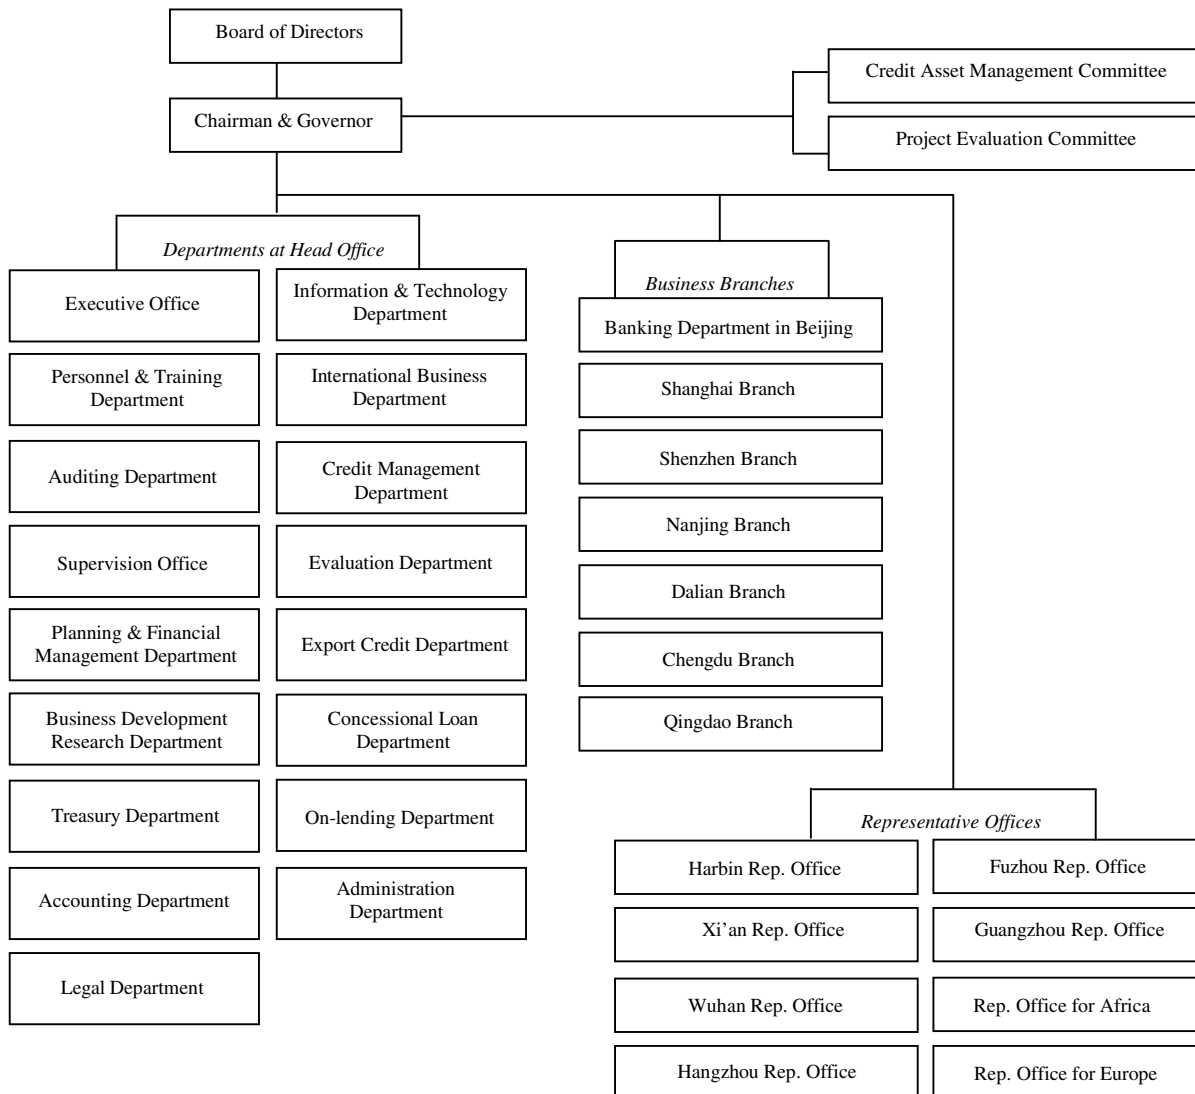 Board of Directors
Credit Asset Management Committee
Chairman & Governor
Project Evaluation Committee
Departments at Head Office
Executive Office
Personnel & Training
Department
Auditing Department
Supervision Office
Planning & Financial
Management Department
Business Development
Research Department
Treasury Department
Accounting Department
Legal Department
Information & Technology
Department
International Business
Department
Credit Management
Department
Evaluation Department
Export Credit Department
Concessional Loan
Department
On-lending Department
Administration
Department
Business Branches
Banking Department in Beijing
Shanghai Branch
Shenzhen Branch
Nanjing Branch
Dalian Branch
Chengdu Branch
Qingdao Branch
Representative Offices
Harbin Rep. Office
Xi’an Rep. Office
Wuhan Rep. Office
Hangzhou Rep. Office
Fuzhou Rep. Office
Guangzhou Rep. Office
Rep. Office for Africa
Rep. Office for Europe